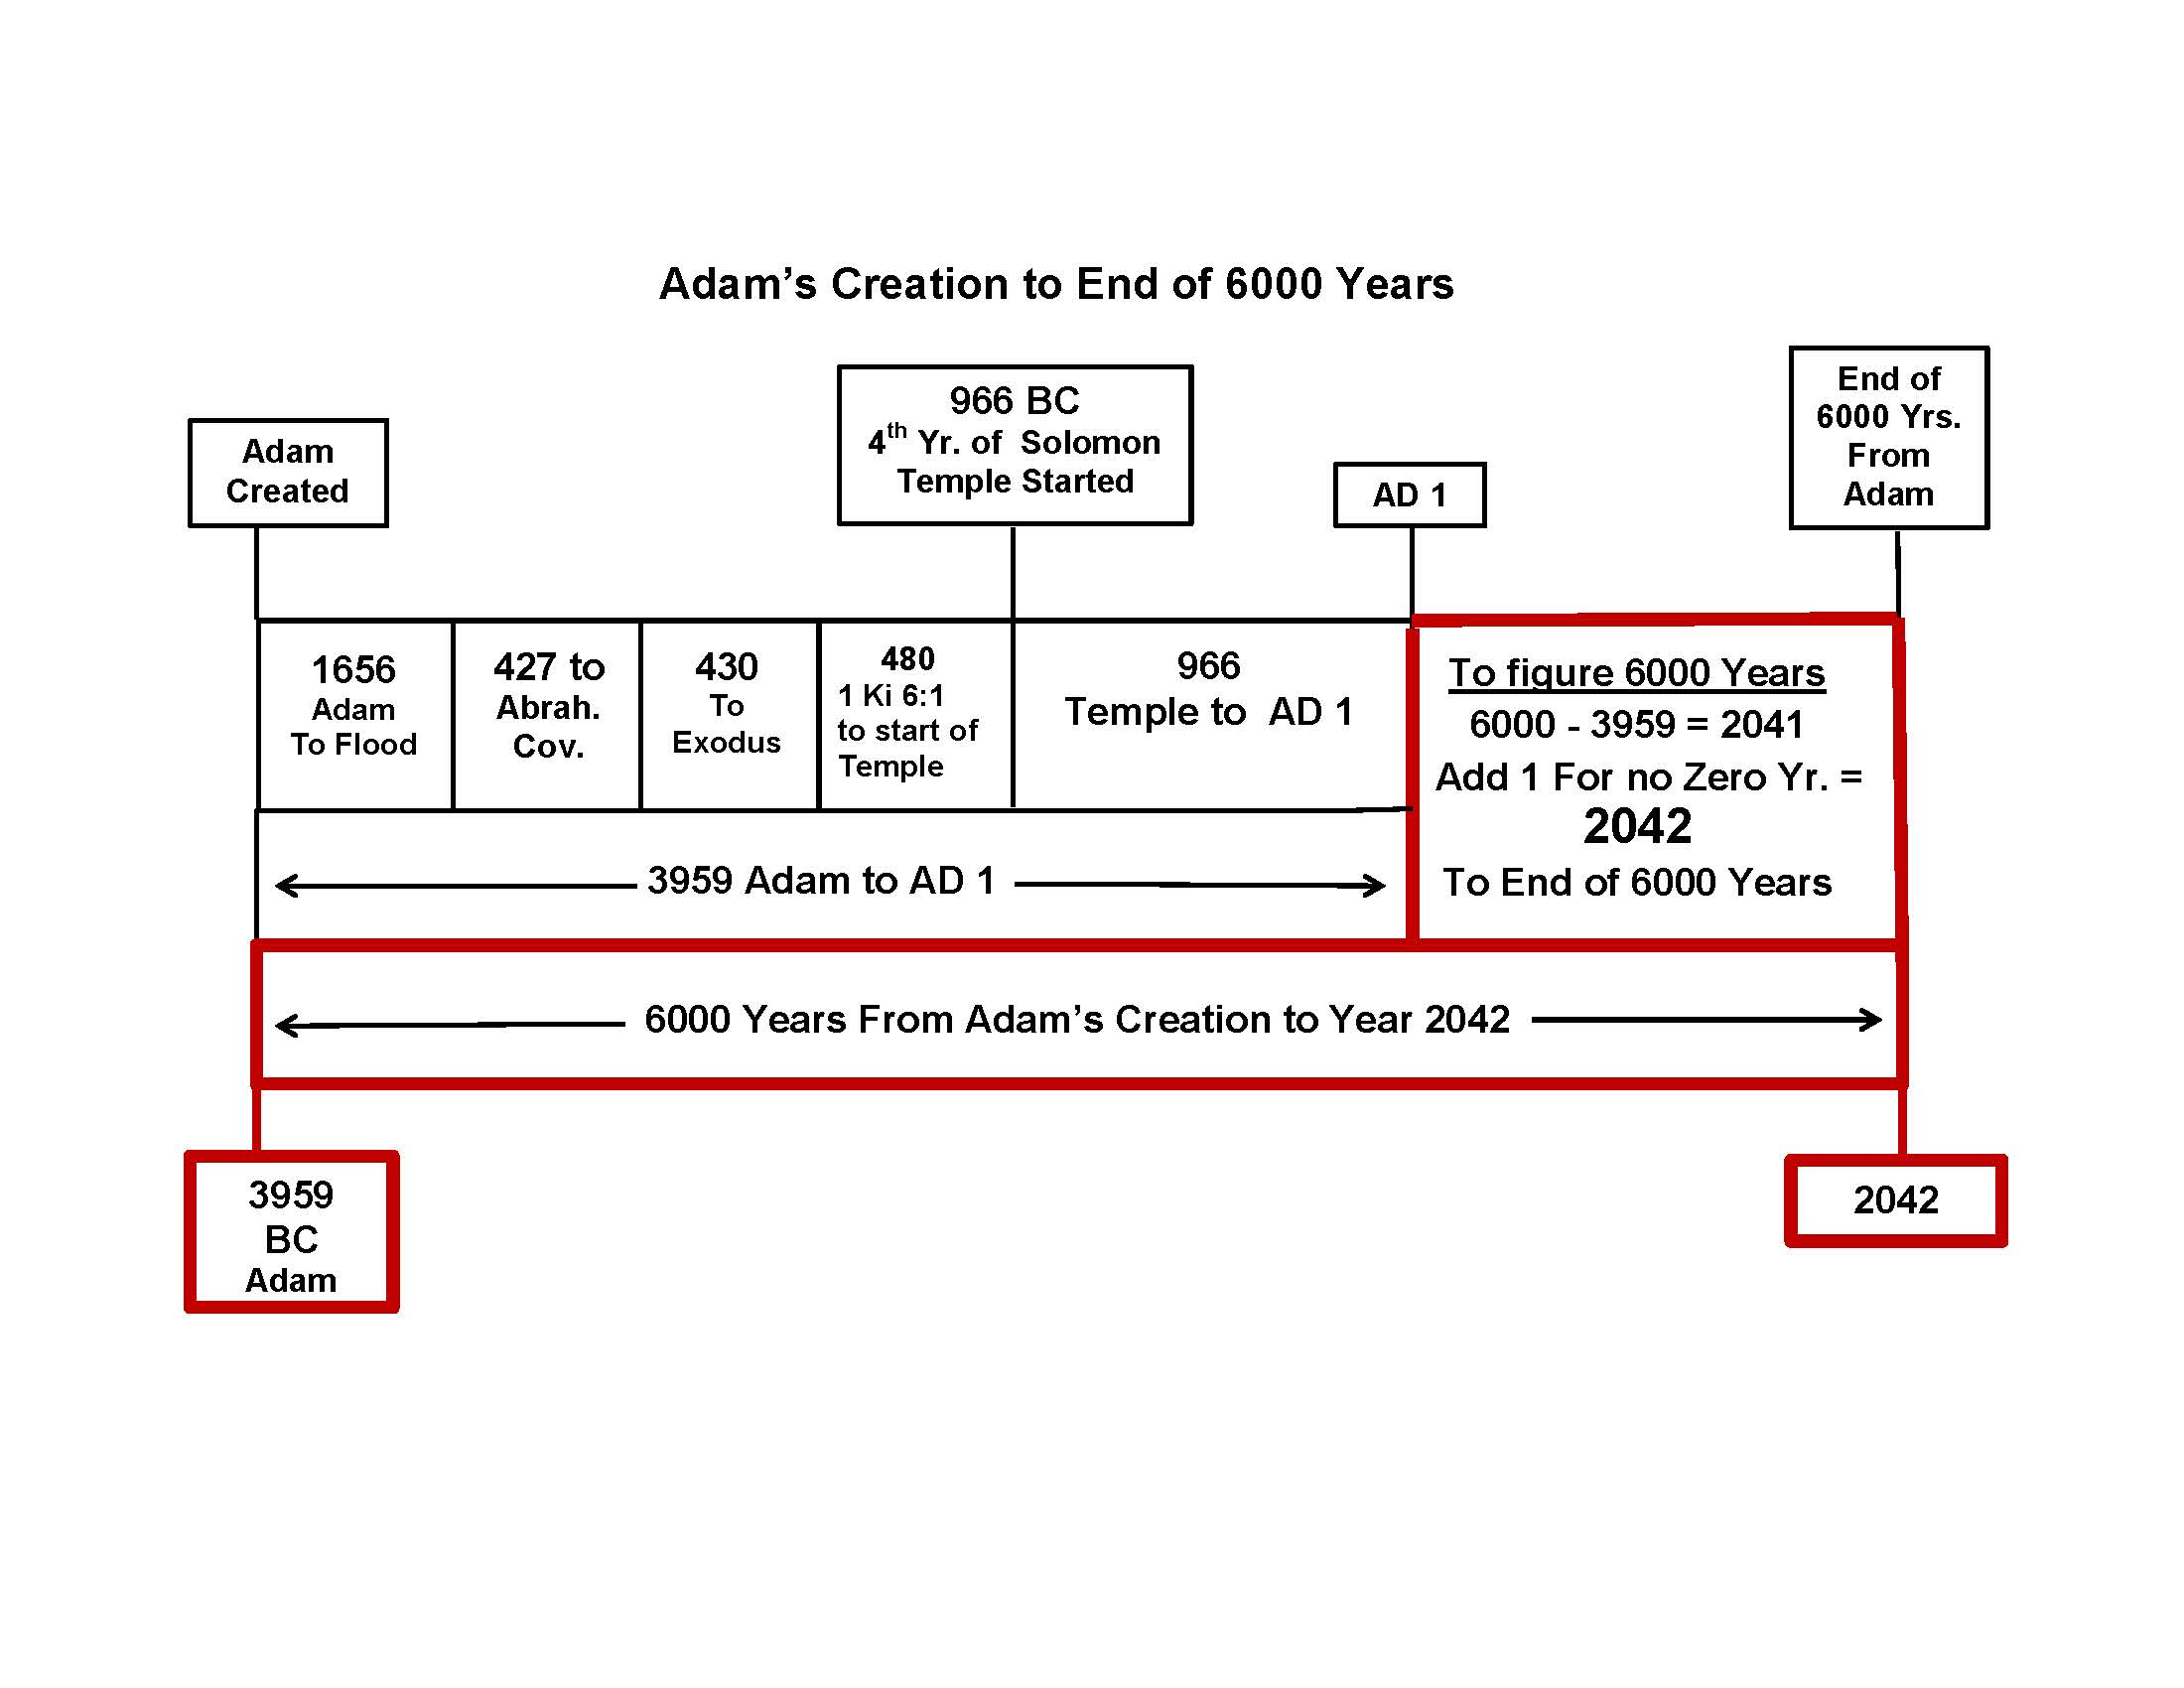 Adam’s Creation to End of 6000 Years
Adam
Created
966 BC
4th Yr. of Solomon
Temple Started
AD 1
End of
6000 Yrs.
From
Adam
1656
Adam
To Flood
427 to
Abrah.
Cov.
430
To
Exodus
480
1 Ki 6:1
to start of
Temple
966
Temple to AD 1
To figure 6000 Years
6000 - 3959 = 2041
Add 1 For no Zero Yr. =
2042
To End of 6000 Years
3959 Adam to AD 1
6000 Years From Adam’s Creation to Year 2042
3959
BC
Adam
2042